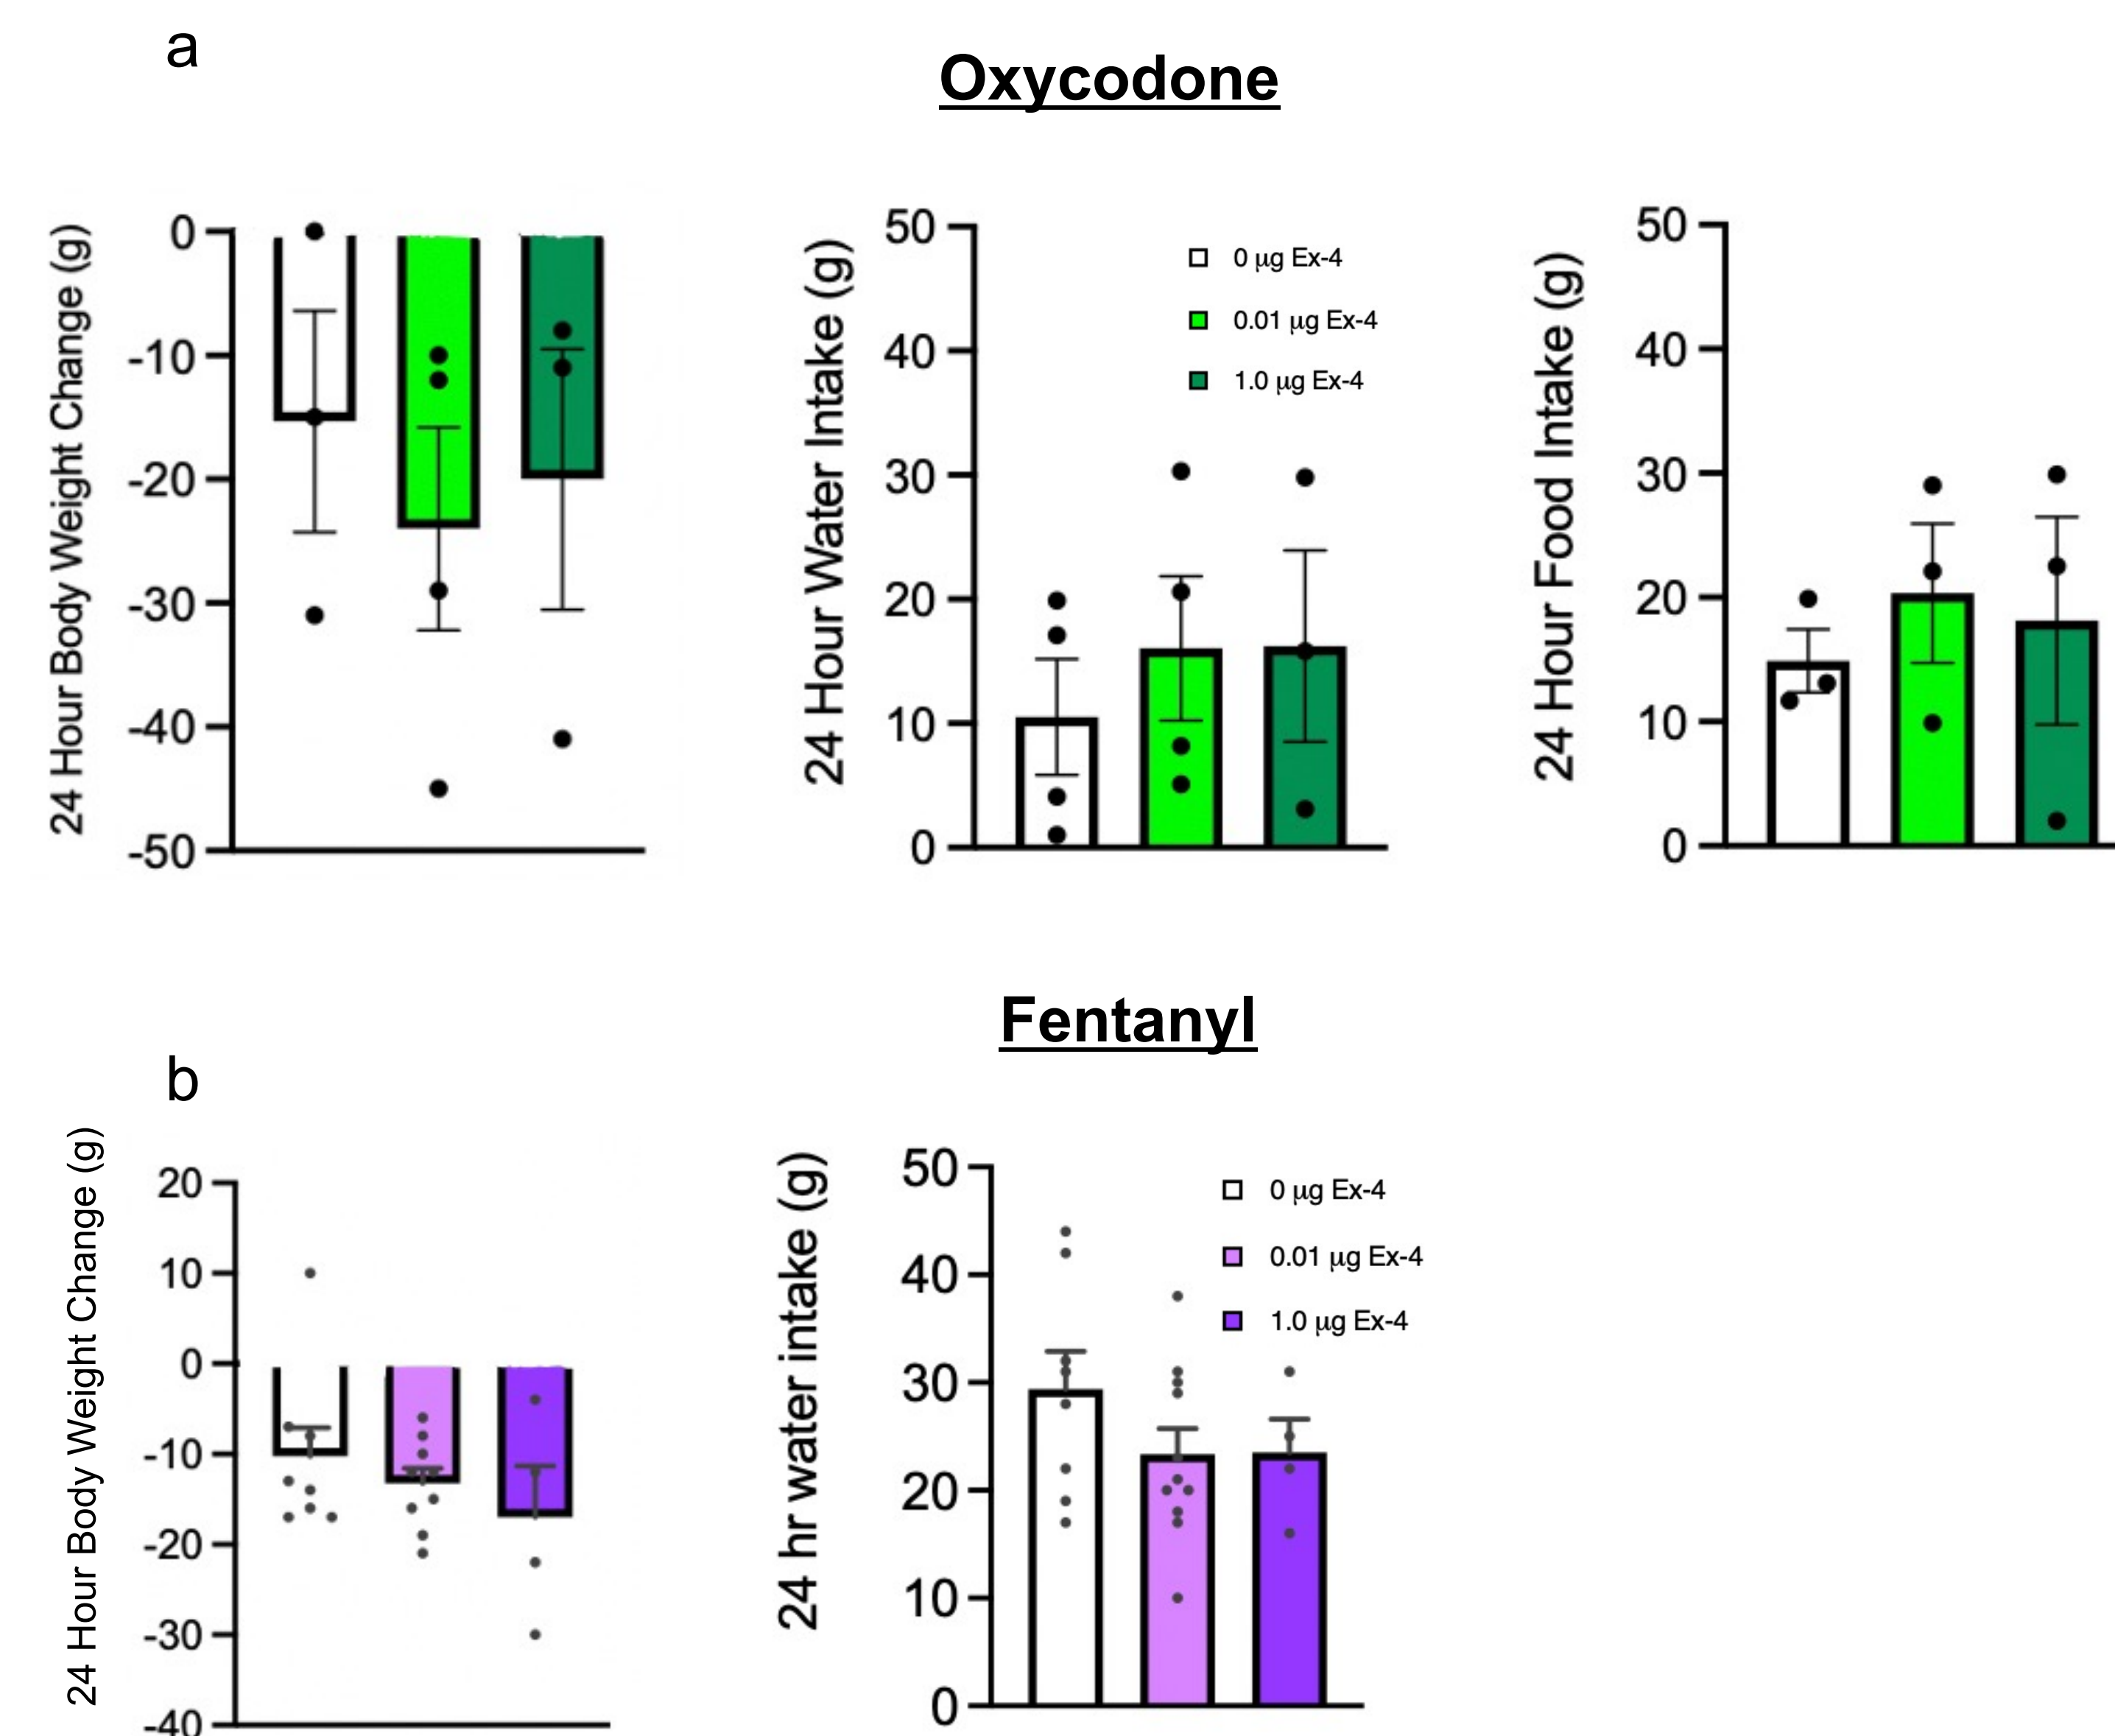 a
Oxycodone
24 Hour Body Weight Change (g)
0
-10
-20
-30
-40
-50
24 Hour Water Intake (g)
50
40
30
20
10
0
0 μg Ex-4
0.01 μg Ex-4
1.0 μg Ex-4
24 Hour Food Intake (g)
50
40
30
20
10
0
Fentanyl
b
24 Hour Body Weight Change (g)
20
10
0
-10
-20
-30
-40
24 hr water intake (g)
50
40
30
20
10
0
0 μg Ex-4
0.01 μg Ex-4
1.0 μg Ex-4